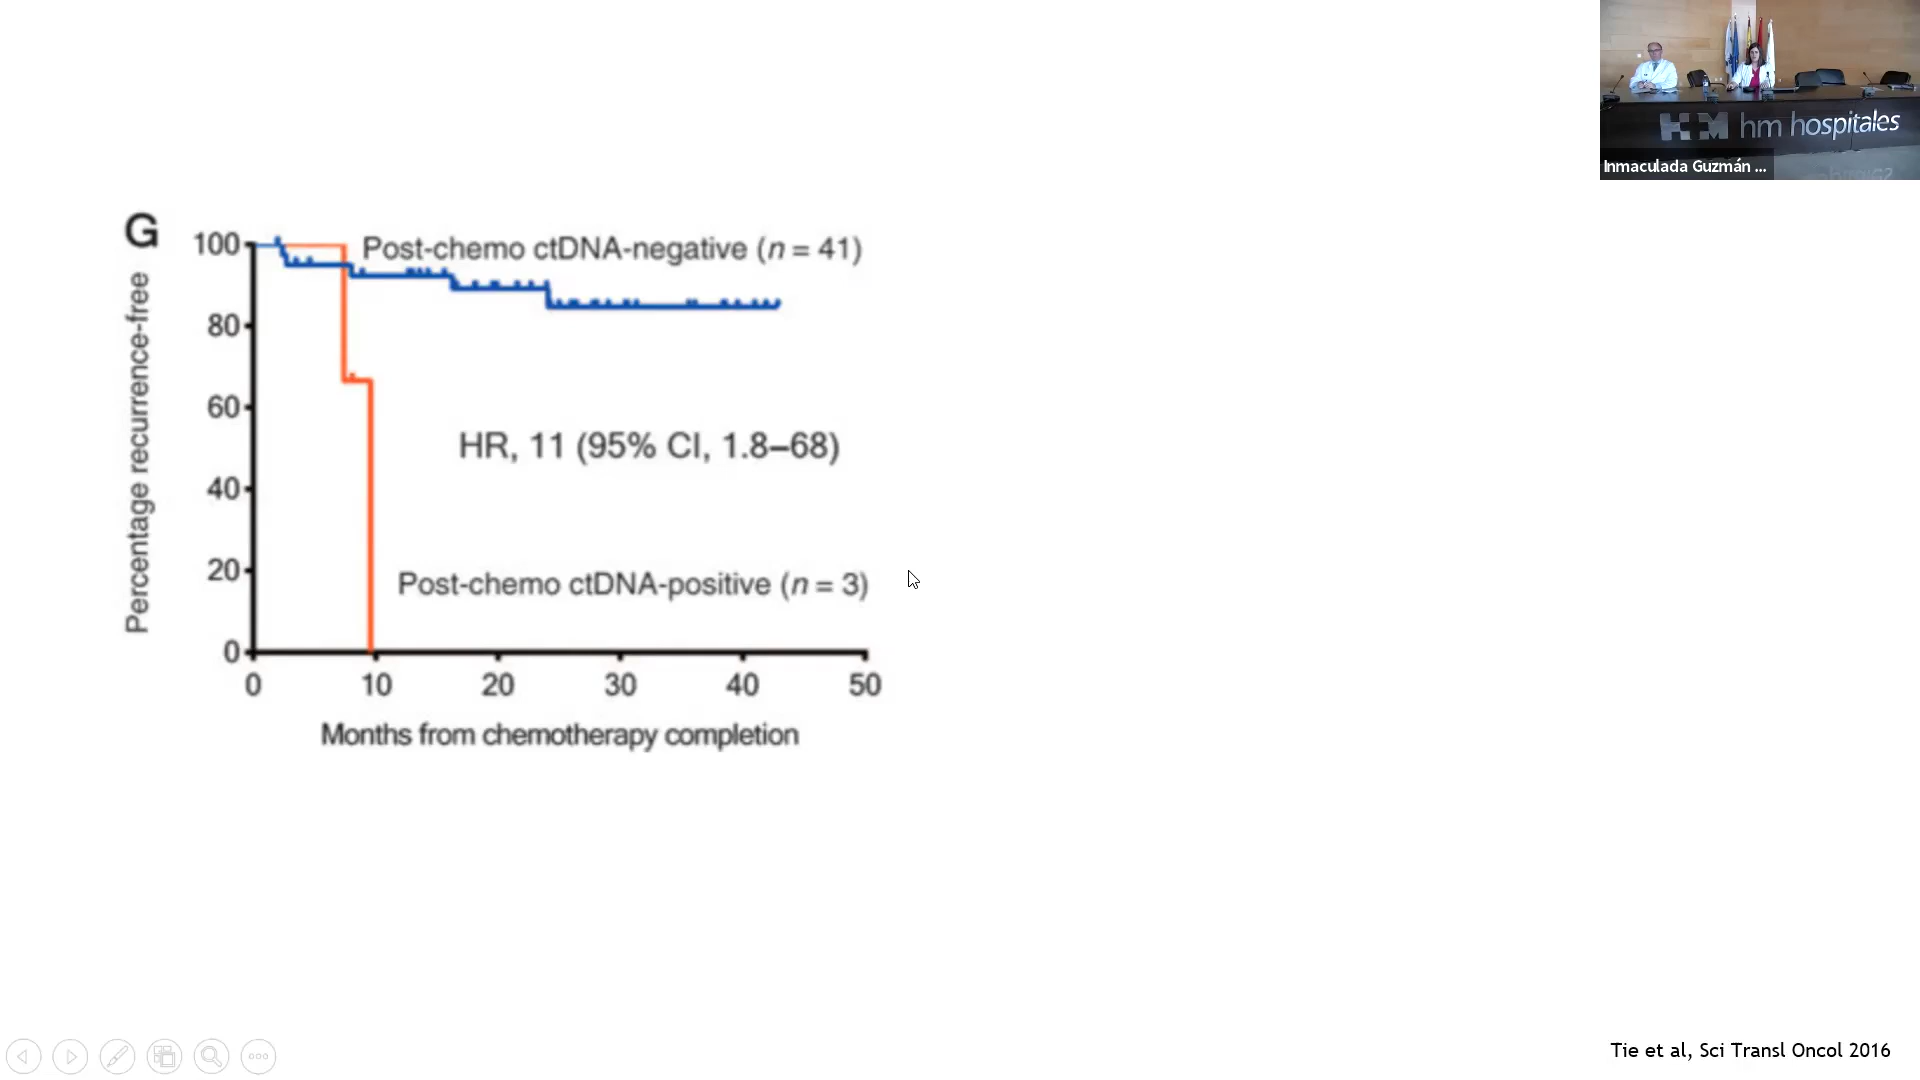 hm hospitales
Inmaculada Guzmán ...
G
Post-chemo ctDNA-negative (n = 41)
Percentage recurrence-free
100
80
60
40
20
0
HR, 11 (95% CI, 1.8–68)
Post-chemo ctDNA-positive (n = 3)
0 10 20 30 40 50
Months from chemotherapy completion
Tie et al, Sci Transl Oncol 2016